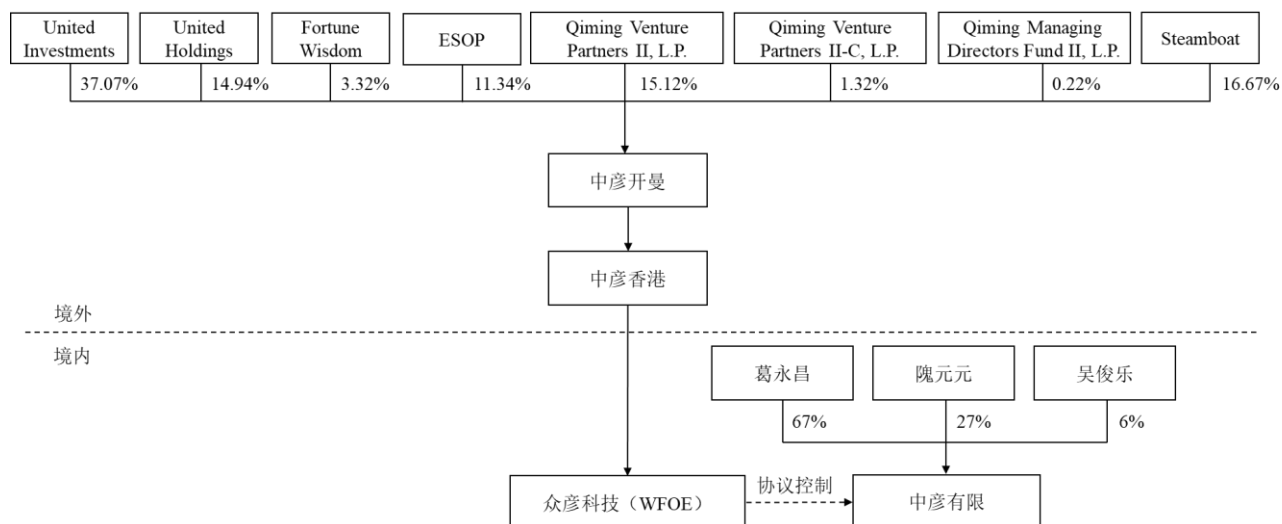 United
Investments
United
Holdings
Fortune
Wisdom
ESOP
Qiming Venture
Partners II, L.P.
Qiming Venture
Partners II-C, L.P.
Qiming Managing
Directors Fund II, L.P.
Steamboat
37.07%
14.94%
3.32%
11.34%
15.12%
1.32%
0.22%
16.67%
中彦开曼
中彦香港
境外
境内
葛永昌
隗元元
吴俊乐
67%
27%
6%
众彦科技（WFOE）
协议控制
中彦有限